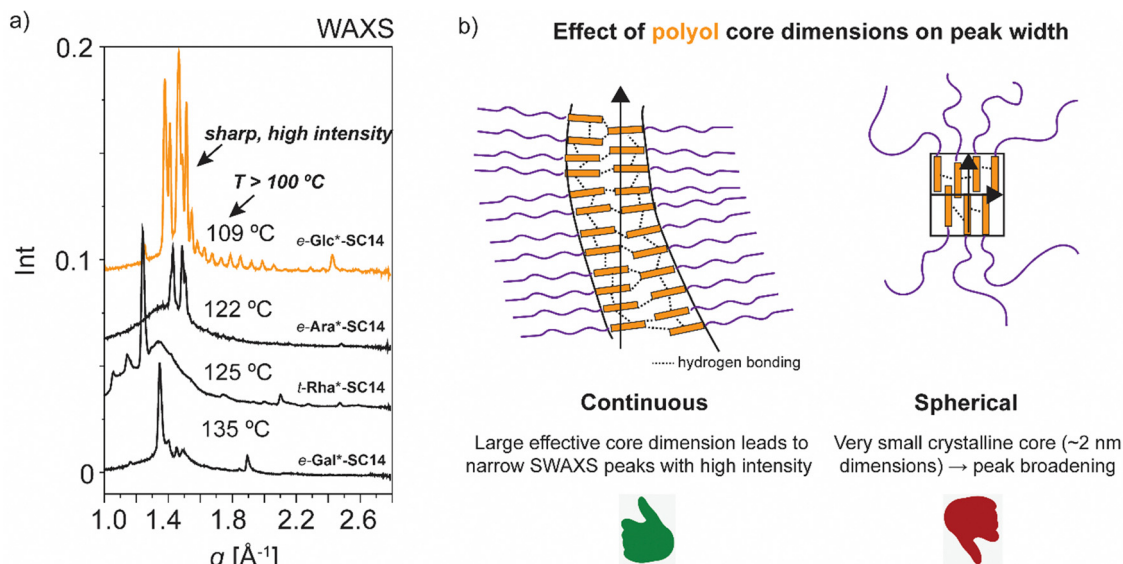 a)
WAXS
0.2
0.1
0
Int
sharp, high intensity
T > 100 ºC
109 ºC
e-Glc*-SC14
122 ºC
e-Ara*-SC14
125 ºC
t-Rha*-SC14
135 ºC
e-Gal*-SC14
1.0 1.4 1.8 2.2 2.6
q [Å⁻¹]
b)
Effect of polyol core dimensions on peak width
hydrogen bonding
Continuous
Large effective core dimension leads to
narrow SWAXS peaks with high intensity
Spherical
Very small crystalline core (~2 nm
dimensions) → peak broadening